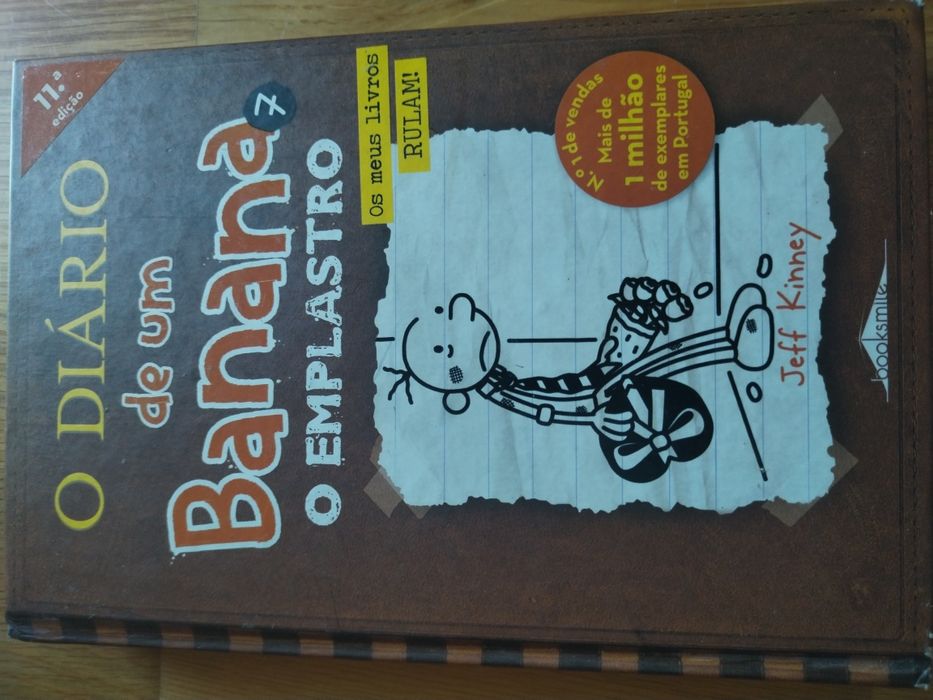 11.ª
edição
O DIÁRIO
de um
Banana
7
O EMPLASTRO
Os meus livros
RULAM!
N.º 1 de vendas
Mais de
1 milhão
de exemplares
em Portugal
Jeff Kinney
booksmile